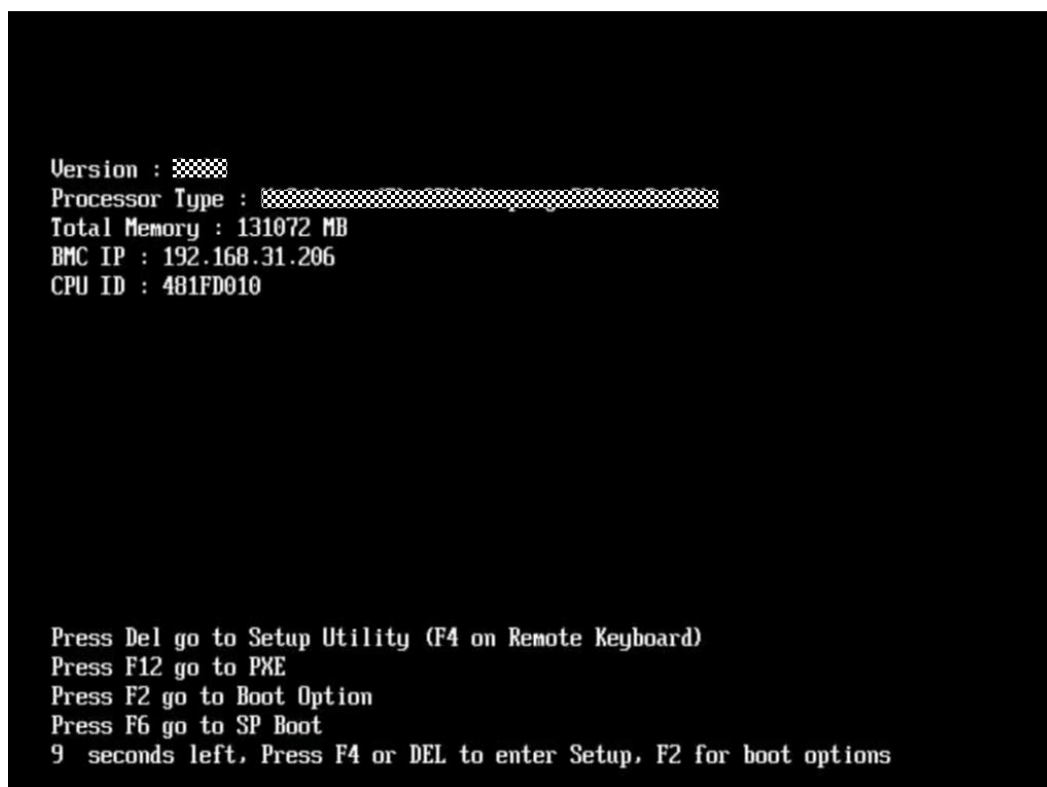 Version :
Processor Type :
Total Memory : 131072 MB
BMC IP : 192.168.31.206
CPU ID : 481FD010
Press Del go to Setup Utility (F4 on Remote Keyboard)
Press F12 go to PXE
Press F2 go to Boot Option
Press F6 go to SP Boot
9 seconds left, Press F4 or DEL to enter Setup, F2 for boot options